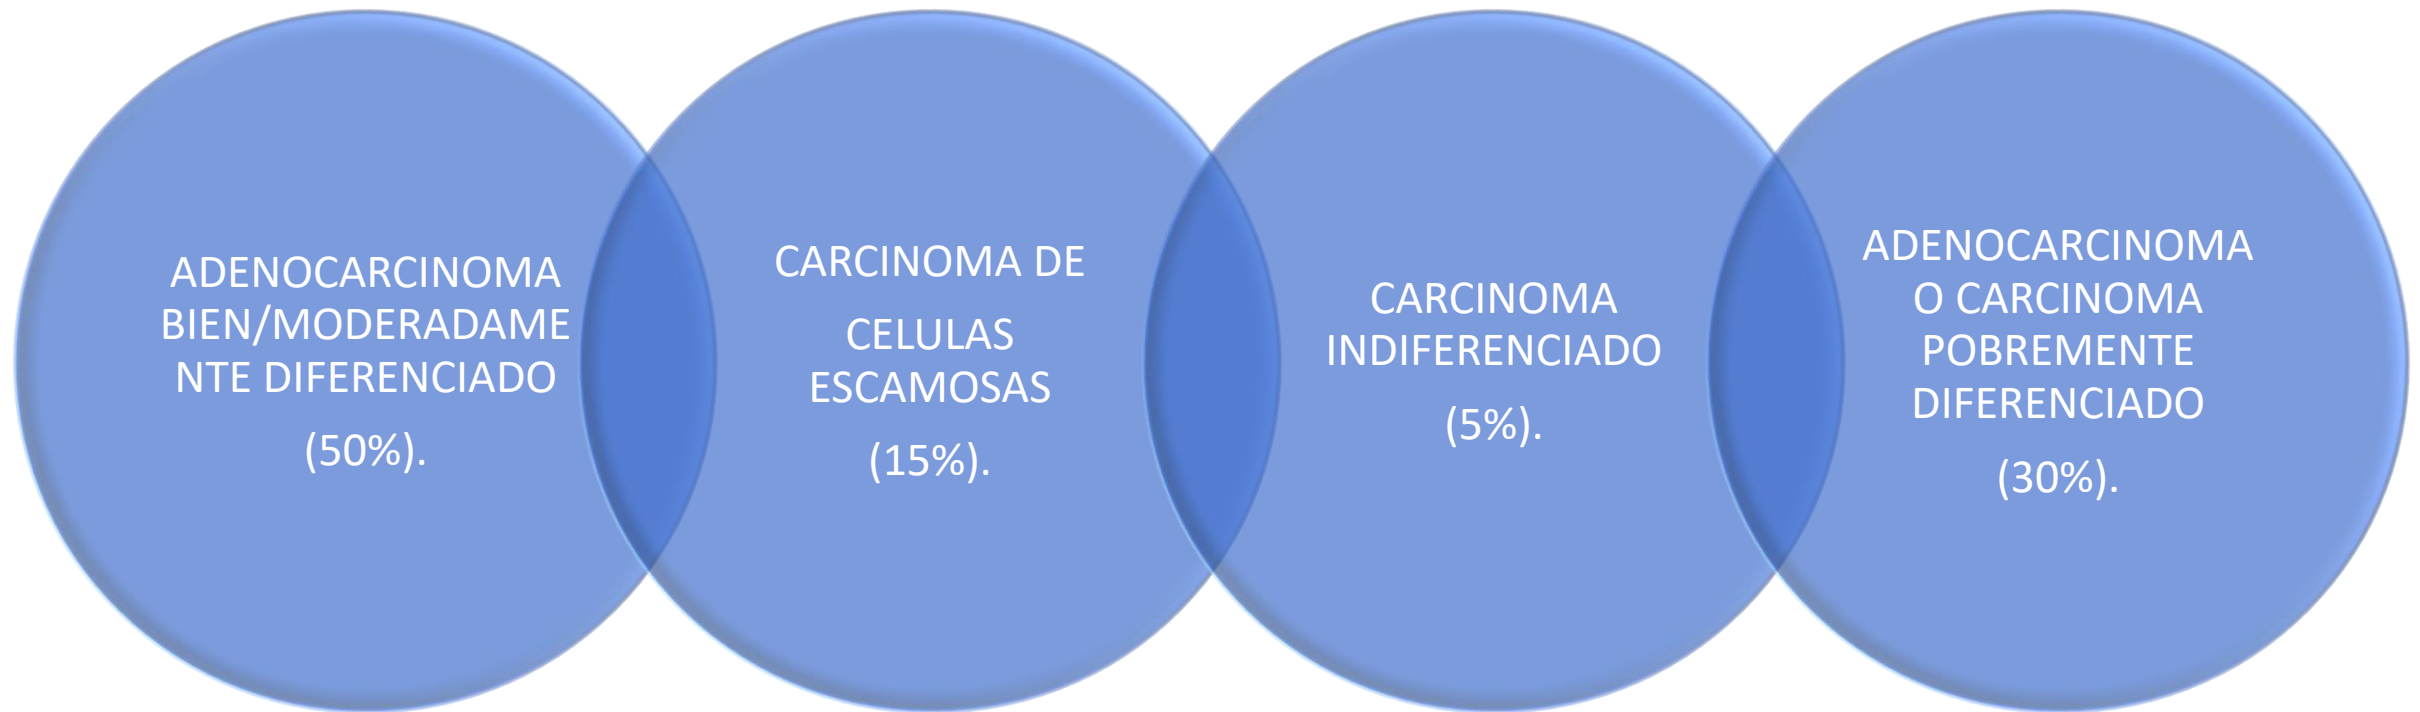 ADENOCARCINOMA
BIEN/MODERADAME
NTE DIFERENCIADO
(50%).
CARCINOMA DE
CELULAS
ESCAMOSAS
(15%).
CARCINOMA
INDIFERENCIADO
(5%).
ADENOCARCINOMA
O CARCINOMA
POBREMENTE
DIFERENCIADO
(30%).